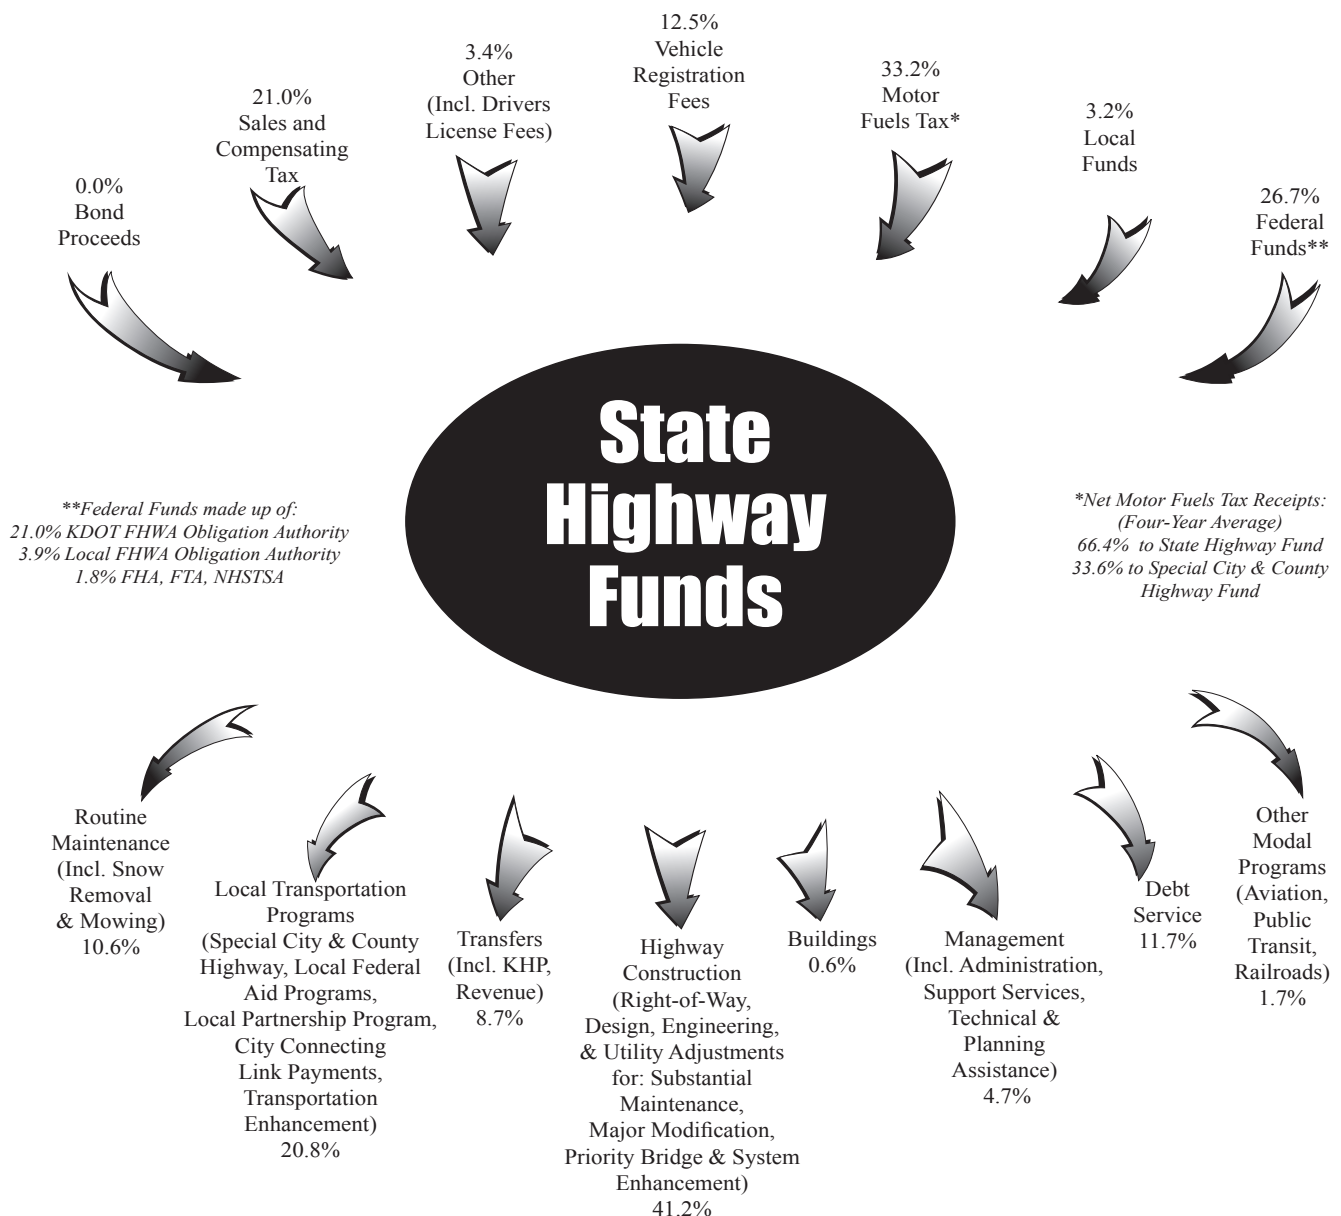 0.0%
Bond
Proceeds
21.0%
Sales and
Compensating
Tax
3.4%
Other
(Incl. Drivers
License Fees)
12.5%
Vehicle
Registration
Fees
33.2%
Motor
Fuels Tax*
3.2%
Local
Funds
26.7%
Federal
Funds**
State
Highway
Funds
**Federal Funds made up of:
21.0% KDOT FHWA Obligation Authority
3.9% Local FHWA Obligation Authority
1.8% FHA, FTA, NHSTSA
*Net Motor Fuels Tax Receipts:
(Four-Year Average)
66.4% to State Highway Fund
33.6% to Special City & County
Highway Fund
Routine
Maintenance
(Incl. Snow
Removal
& Mowing)
10.6%
Local Transportation
Programs
(Special City & County
Highway, Local Federal
Aid Programs,
Local Partnership Program,
City Connecting
Link Payments,
Transportation
Enhancement)
20.8%
Transfers
(Incl. KHP,
Revenue)
8.7%
Highway
Construction
(Right-of-Way,
Design, Engineering,
& Utility Adjustments
for: Substantial
Maintenance,
Major Modification,
Priority Bridge & System
Enhancement)
41.2%
Buildings
0.6%
Management
(Incl. Administration,
Support Services,
Technical &
Planning
Assistance)
4.7%
Debt
Service
11.7%
Other
Modal
Programs
(Aviation,
Public
Transit,
Railroads)
1.7%